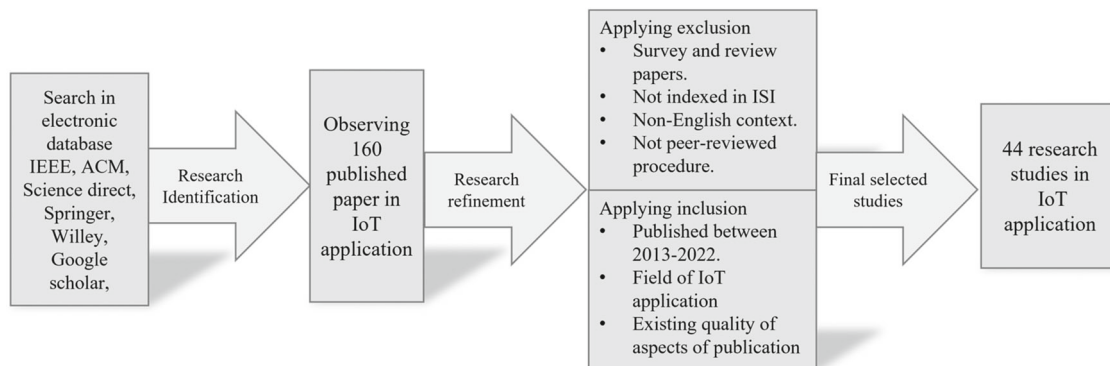 Search in
electronic
database
IEEE, ACM,
Science direct,
Springer,
Willey,
Google
scholar,
Research
Identification
Observing
160
published
paper in
IoT
application
Research
refinement
Applying exclusion
• Survey and review
papers.
• Not indexed in ISI
• Non-English context.
• Not peer-reviewed
procedure.
Applying inclusion
• Published between
2013-2022.
• Field of IoT
application
• Existing quality of
aspects of publication
Final selected
studies
44 research
studies in
IoT
application